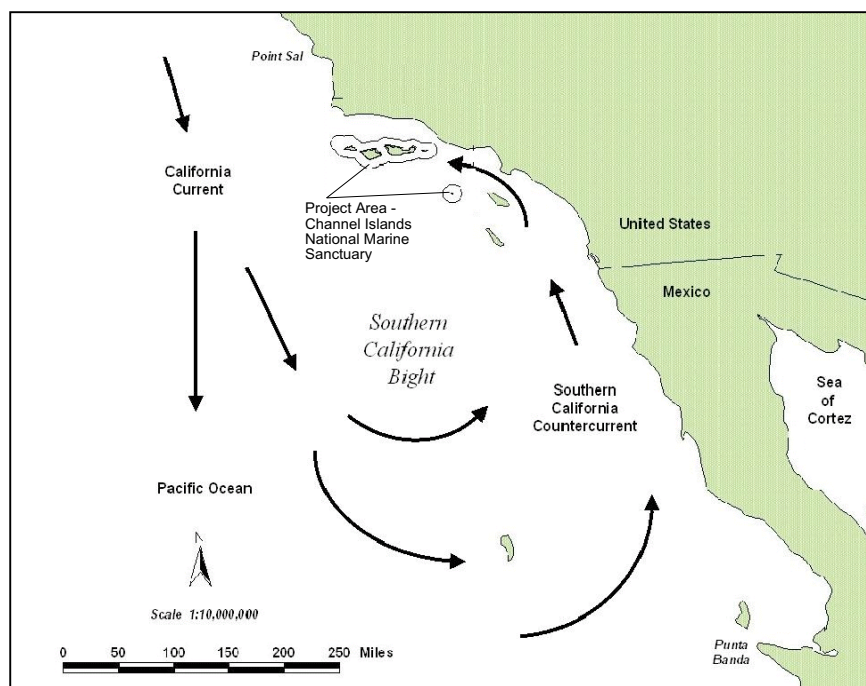 Point Sal
California
Current
Project Area -
Channel Islands
National Marine
Sanctuary
United States
Mexico
Southern
California
Bight
Southern
California
Countercurrent
Sea
of
Cortez
Pacific Ocean
N
Scale 1:10,000,000
0 50 100 150 200 250 Miles
Punta
Banda